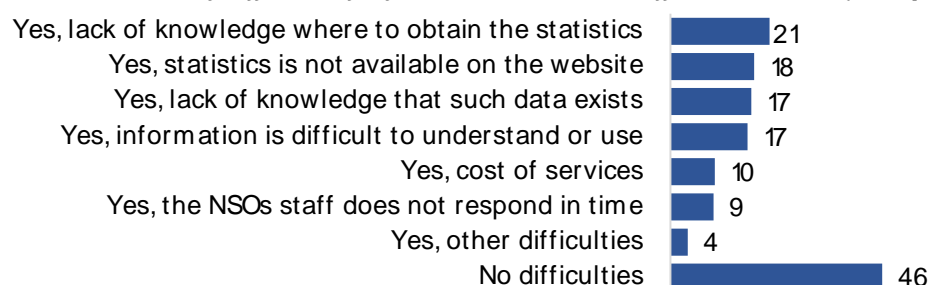 Yes, lack of knowledge where to obtain the statistics 21
Yes, statistics is not available on the website 18
Yes, lack of knowledge that such data exists 17
Yes, information is difficult to understand or use 17
Yes, cost of services 10
Yes, the NSOs staff does not respond in time 9
Yes, other difficulties 4
No difficulties 46